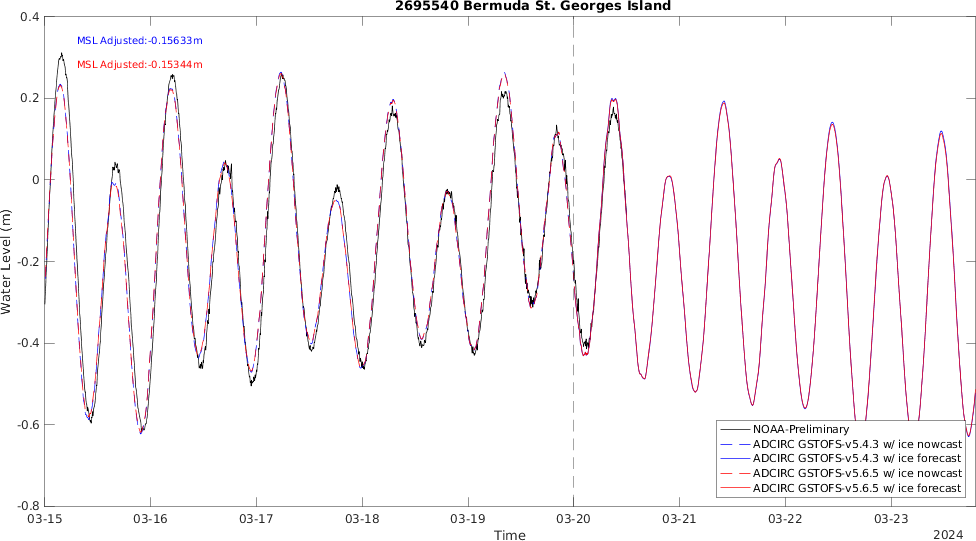 2695540 Bermuda St. Georges Island
0.4
MSL Adjusted:-0.15633m
MSL Adjusted:-0.15344m
0.2
0
-0.2
-0.4
-0.6
-0.8
Water Level (m)
NOAA-Preliminary
ADCIRC GSTOFS-v5.4.3 w/ ice nowcast
ADCIRC GSTOFS-v5.4.3 w/ ice forecast
ADCIRC GSTOFS-v5.6.5 w/ ice nowcast
ADCIRC GSTOFS-v5.6.5 w/ ice forecast
03-15 03-16 03-17 03-18 03-19 03-20 03-21 03-22 03-23
Time
2024